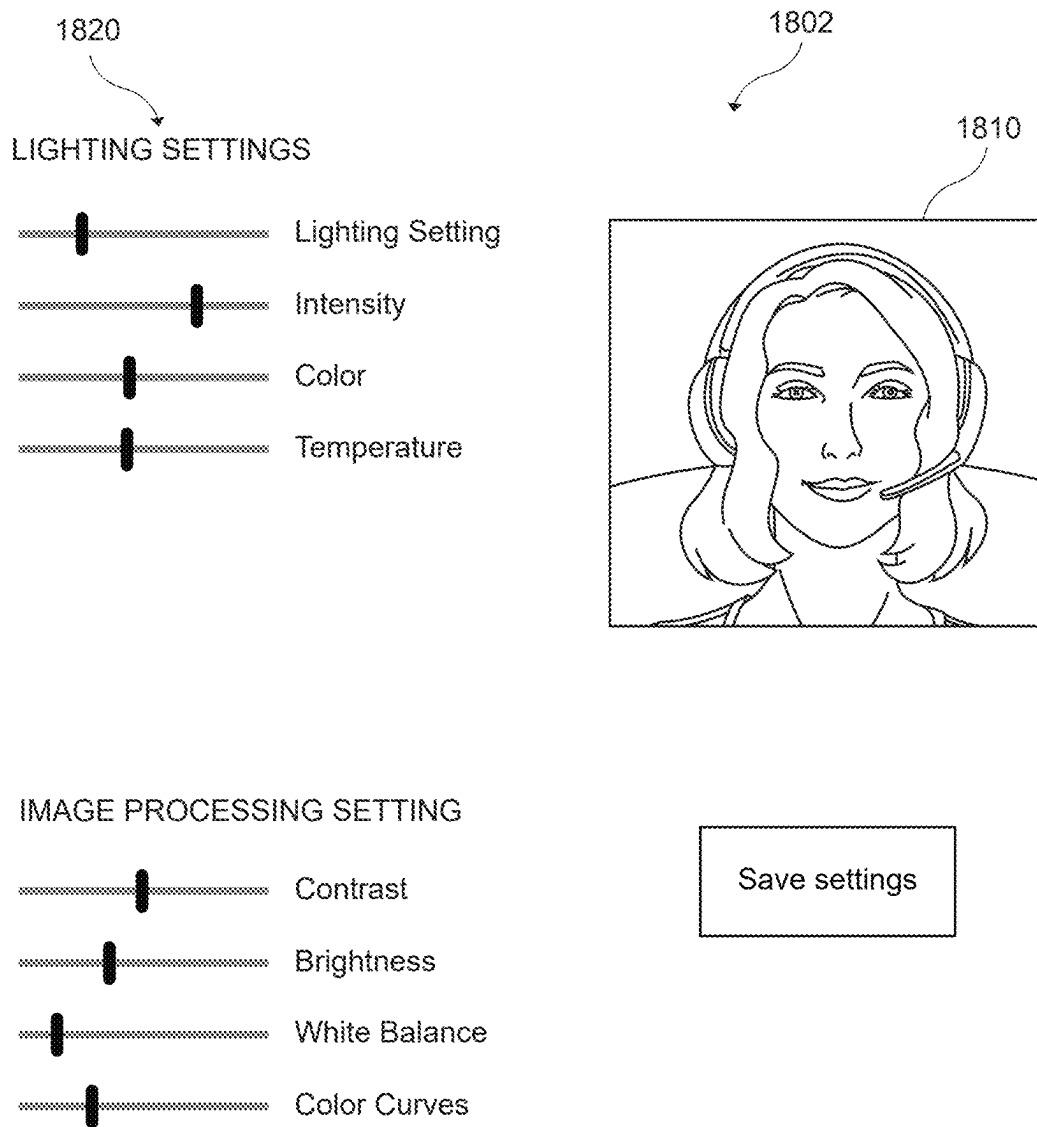 1820
1802
1810
LIGHTING SETTINGS
Lighting Setting
Intensity
Color
Temperature
IMAGE PROCESSING SETTING
Contrast
Brightness
White Balance
Color Curves
Save settings